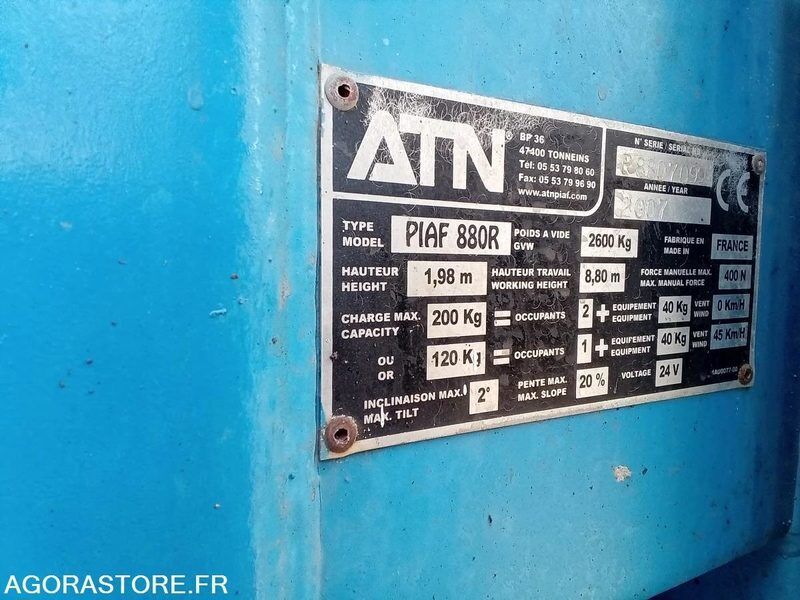 ATN®
BP 36
47400 TONNEINS
Tel: 05 53 79 80 60
Fax: 05 53 79 96 90
www.atnpiaf.com
N° SERIE / SERIAL
ANNEE / YEAR
2007
CE
TYPE MODEL PIAF 880R POIDS A VIDE GVW 2600 Kg FABRIQUE EN MADE IN FRANCE
HAUTEUR HEIGHT 1,98 m HAUTEUR TRAVAIL WORKING HEIGHT 8,80 m FORCE MANUELLE MAX. MAX. MANUAL FORCE 400 N
CHARGE MAX. CAPACITY 200 Kg = OCCUPANTS 2 + EQUIPEMENT EQUIPMENT 40 Kg VENT WIND 0 Km/H
OU OR 120 Kg = OCCUPANTS 1 + EQUIPEMENT EQUIPMENT 40 Kg VENT WIND 45 Km/H
INCLINAISON MAX. MAX. TILT 2° PENTE MAX. MAX. SLOPE 20 % VOLTAGE 24 V
AGORASTORE.FR